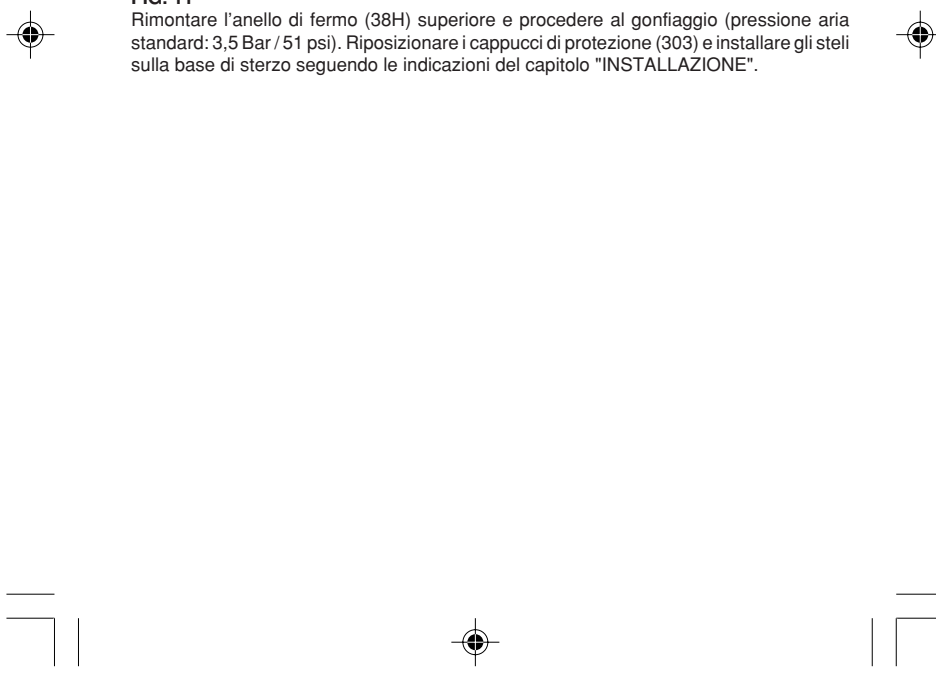 Rimontare l'anello di fermo (38H) superiore e procedere al gonfiaggio (pressione aria
standard: 3,5 Bar / 51 psi). Riposizionare i cappucci di protezione (303) e installare gli steli
sulla base di sterzo seguendo le indicazioni del capitolo "INSTALLAZIONE".